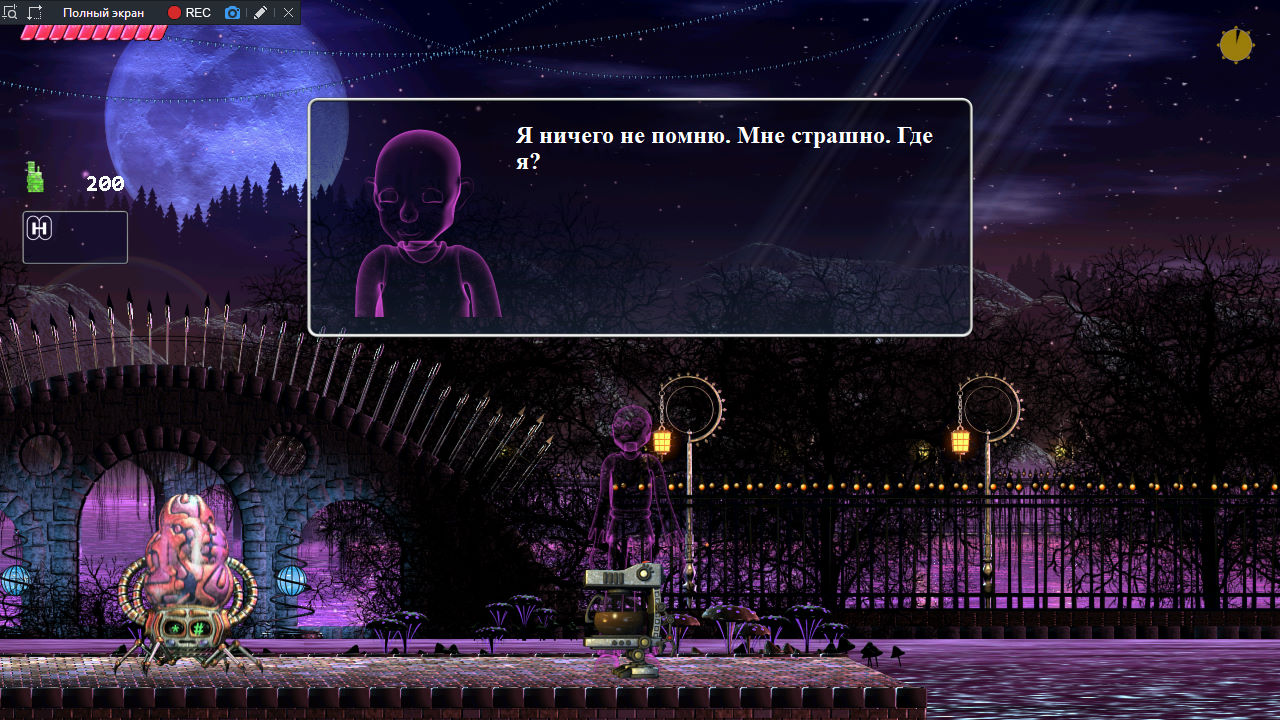 Полный экран REC
Я ничего не помню. Мне страшно. Где
я?
200
H
* #